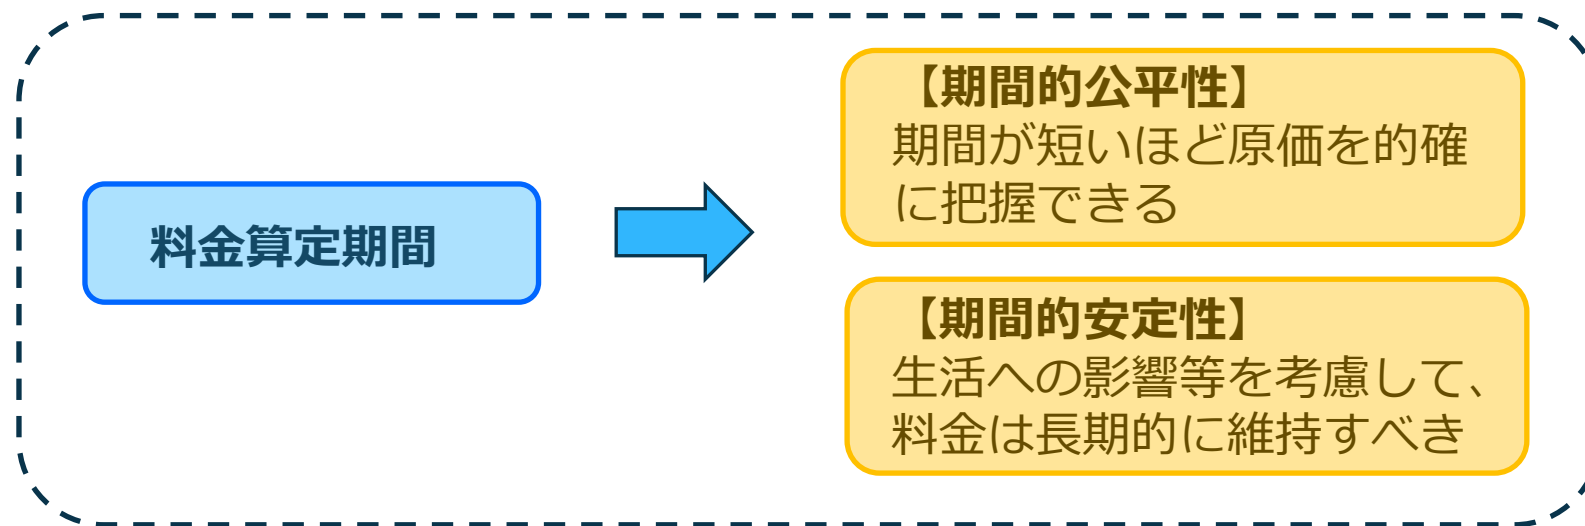 料金算定期間
【期間的公平性】
期間が短いほど原価を的確
に把握できる
【期間的安定性】
生活への影響等を考慮して、
料金は長期的に維持すべき